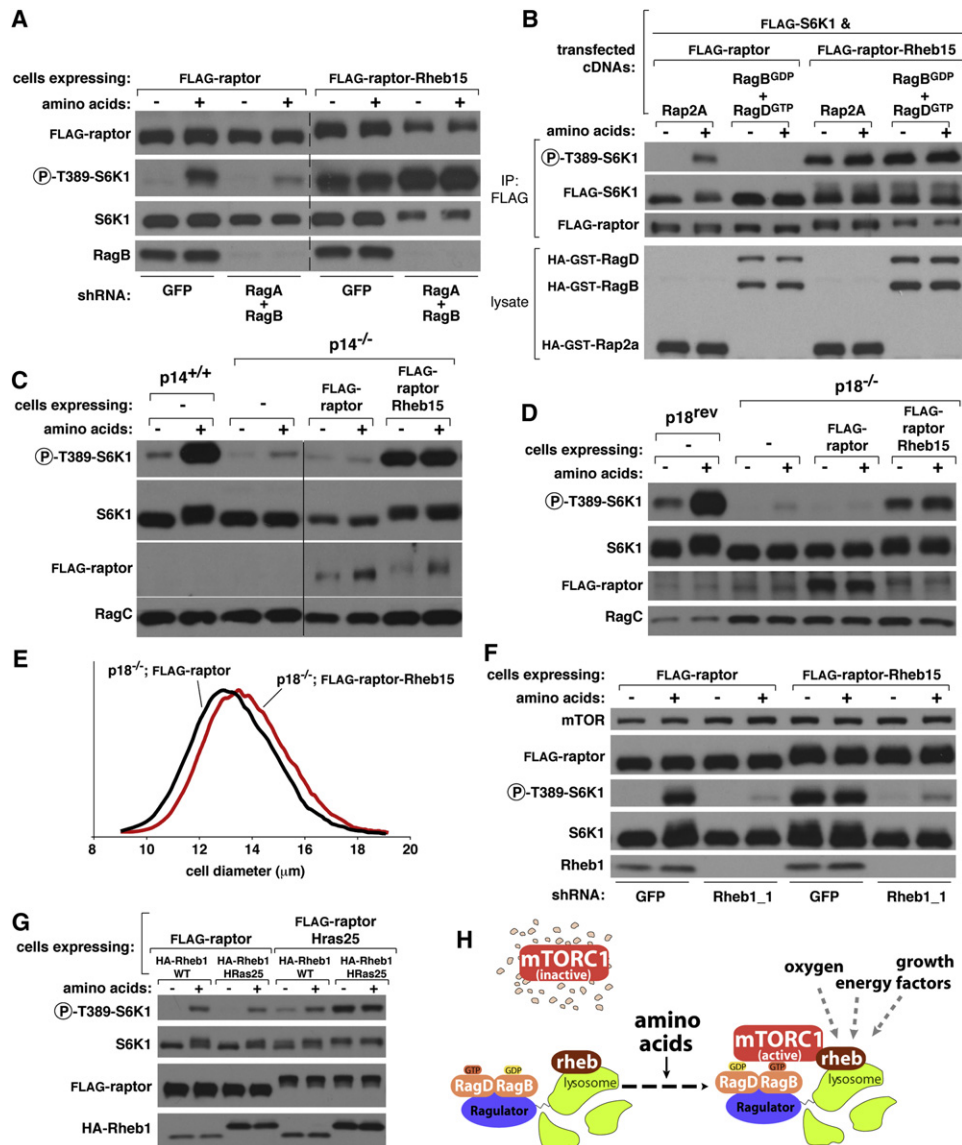 A
cells expressing:
FLAG-raptor
FLAG-raptor-Rheb15
amino acids:
- + - + - + - +
FLAG-raptor
Ⓟ-T389-S6K1
S6K1
RagB
shRNA:
GFP
RagA
+
RagB
GFP
RagA
+
RagB
B
FLAG-S6K1 &
transfected
cDNAs:
FLAG-raptor
FLAG-raptor-Rheb15
Rap2A
RagBGDP
+
RagDGTP
Rap2A
RagBGDP
+
RagDGTP
amino acids:
- + - + - + - +
IP:
FLAG
Ⓟ-T389-S6K1
FLAG-S6K1
FLAG-raptor
lysate
HA-GST-RagD
HA-GST-RagB
HA-GST-Rap2a
C
p14+/+
p14-/-
cells expressing:
-
-
FLAG-
raptor
FLAG-
raptor
Rheb15
amino acids:
- + - + - + - +
Ⓟ-T389-S6K1
S6K1
FLAG-raptor
RagC
D
p18rev
p18-/-
cells expressing:
-
-
FLAG-
raptor
FLAG-
raptor
Rheb15
amino acids:
- + - + - + - +
Ⓟ-T389-S6K1
S6K1
FLAG-raptor
RagC
E
p18-/-; FLAG-raptor
p18-/-; FLAG-raptor-Rheb15
8 10 12 14 16 18 20
cell diameter (μm)
F
cells expressing:
FLAG-raptor
FLAG-raptor-Rheb15
amino acids:
- + - + - + - +
mTOR
FLAG-raptor
Ⓟ-T389-S6K1
S6K1
Rheb1
shRNA:
GFP
Rheb1_1
GFP
Rheb1_1
G
cells expressing:
FLAG-raptor
FLAG-raptor
Hras25
HA-Rheb1
WT
HA-Rheb1
HRas25
HA-Rheb1
WT
HA-Rheb1
HRas25
amino acids:
- + - + - + - +
Ⓟ-T389-S6K1
S6K1
FLAG-raptor
HA-Rheb1
H
mTORC1
(inactive)
GTP
GDP
RagD
RagB
Ragulator
rheb
lysosome
amino
acids
oxygen
energy
growth
factors
mTORC1
(active)
GDP
GTP
RagD
RagB
Ragulator
rheb
lysosome